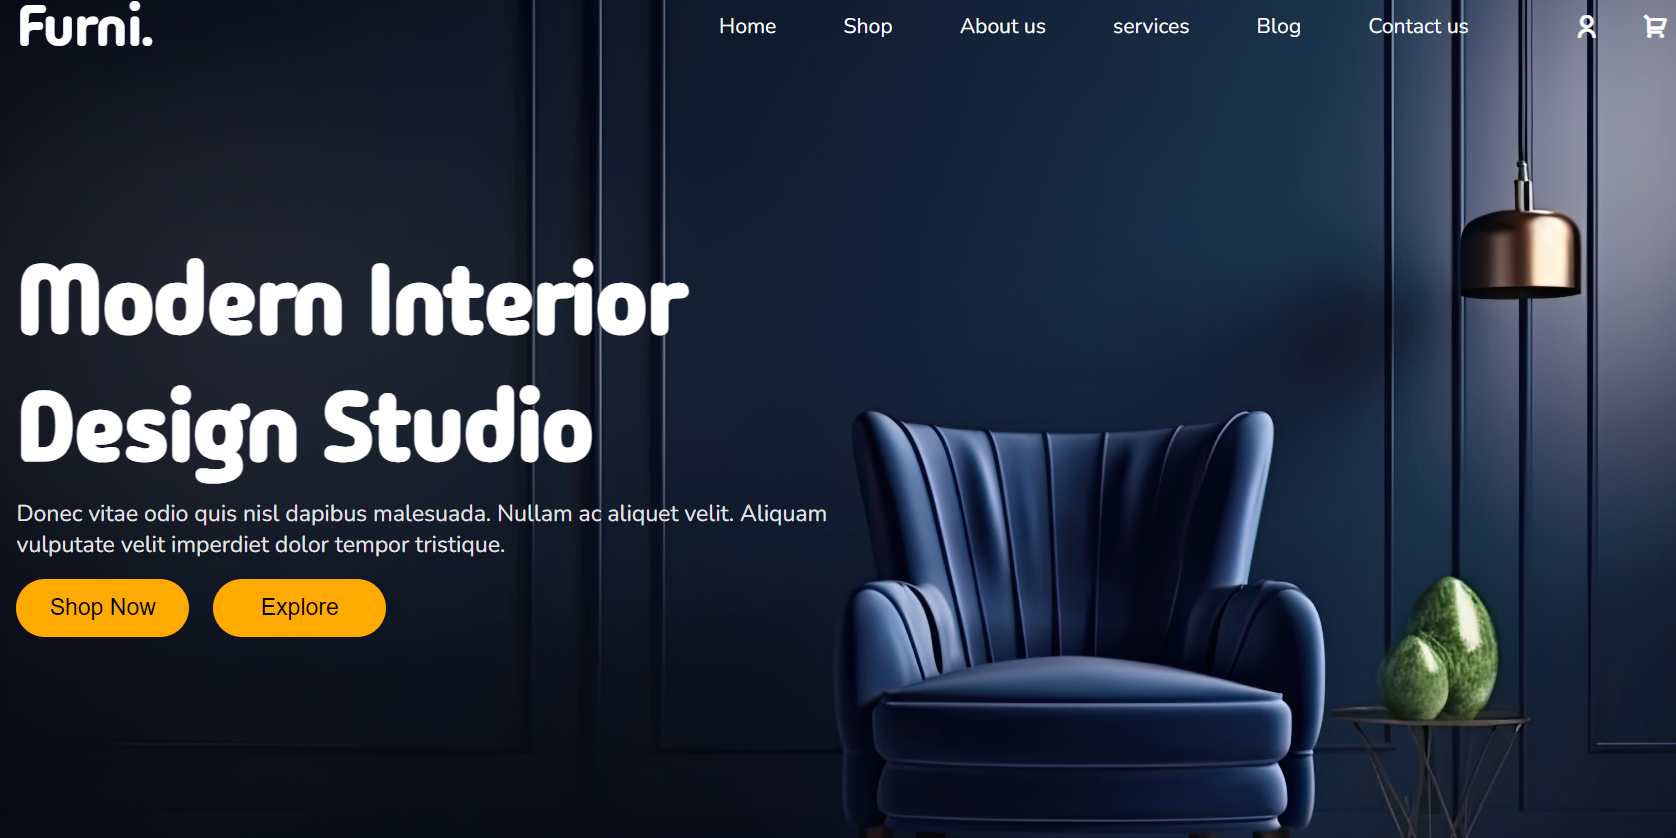 Furni.
Home Shop About us services Blog Contact us
Modern Interior
Design Studio
Donec vitae odio quis nisl dapibus malesuada. Nullam ac aliquet velit. Aliquam
vulputate velit imperdiet dolor tempor tristique.
Shop Now Explore